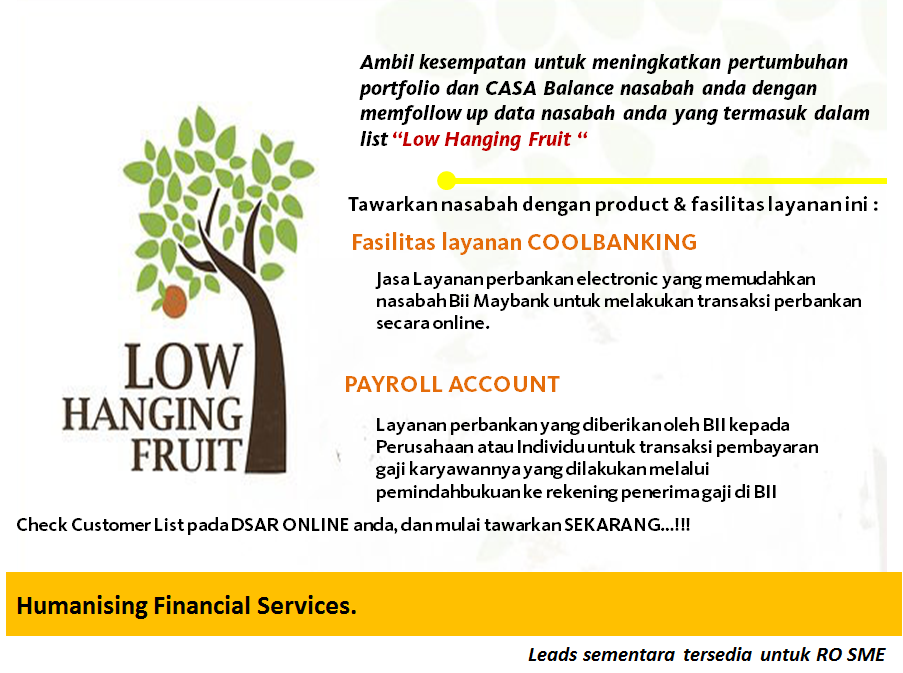 Ambil kesempatan untuk meningkatkan pertumbuhan
portfolio dan CASA Balance nasabah anda dengan
memfollow up data nasabah anda yang termasuk dalam
list “Low Hanging Fruit “
Tawarkan nasabah dengan product & fasilitas layanan ini :
Fasilitas layanan COOLBANKING
Jasa Layanan perbankan electronic yang memudahkan
nasabah Bii Maybank untuk melakukan transaksi perbankan
secara online.
LOW
HANGING
FRUIT
PAYROLL ACCOUNT
Layanan perbankan yang diberikan oleh BII kepada
Perusahaan atau Individu untuk transaksi pembayaran
gaji karyawannya yang dilakukan melalui
pemindahbukuan ke rekening penerima gaji di BII
Check Customer List pada DSAR ONLINE anda, dan mulai tawarkan SEKARANG...!!!
Humanising Financial Services.
Leads sementara tersedia untuk RO SME